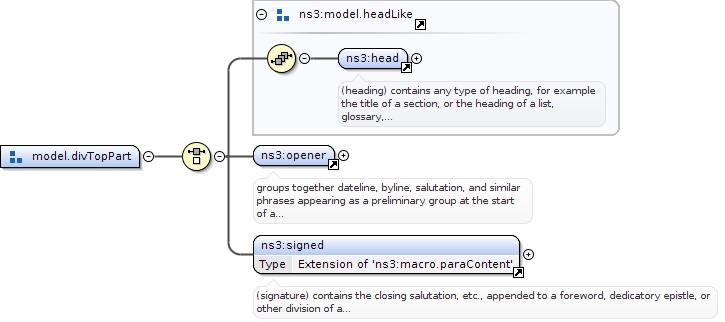 ns3:model.headLike
ns3:head
(heading) contains any type of heading, for example
the title of a section, or the heading of a list,
glossary,...
model.divTopPart
ns3:opener
groups together dateline, byline, salutation, and similar
phrases appearing as a preliminary group at the start
of a...
ns3:signed
Type Extension of 'ns3:macro.paraContent'
(signature) contains the closing salutation, etc., appended to a foreword, dedicatory epistle, or
other division of a...